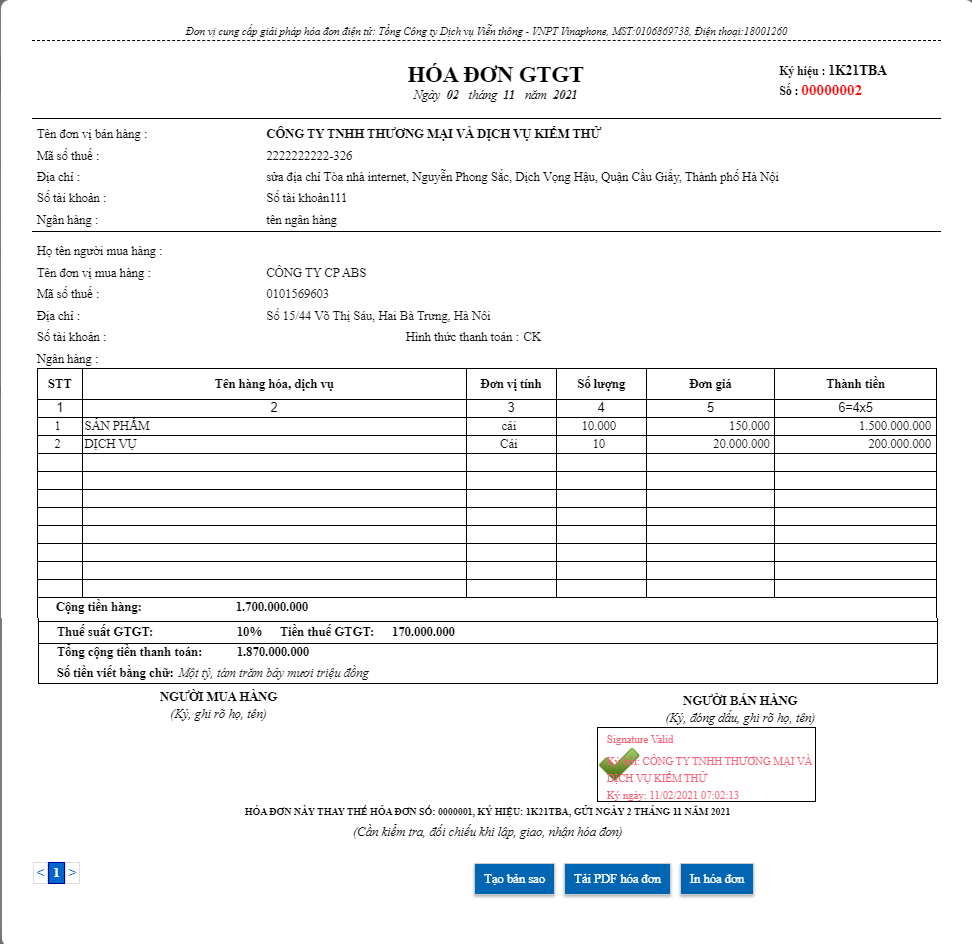 Đơn vị cung cấp giải pháp hóa đơn điện tử: Tổng Công ty Dịch vụ Viễn thông - VNPT Vinaphone, MST:0106869738, Điện thoại:18001260
HÓA ĐƠN GTGT
Ngày 02 tháng 11 năm 2021
Ký hiệu : 1K21TBA
Số : 00000002
Tên đơn vị bán hàng : CÔNG TY TNHH THƯƠNG MẠI VÀ DỊCH VỤ KIỂM THỬ
Mã số thuế : 2222222222-326
Địa chỉ : sửa địa chỉ Tòa nhà internet, Nguyễn Phong Sắc, Dịch Vọng Hậu, Quận Cầu Giấy, Thành phố Hà Nội
Số tài khoản : Số tài khoản111
Ngân hàng : tên ngân hàng
Họ tên người mua hàng :
Tên đơn vị mua hàng : CÔNG TY CP ABS
Mã số thuế : 0101569603
Địa chỉ : Số 15/44 Võ Thị Sáu, Hai Bà Trưng, Hà Nôi
Số tài khoản : Hình thức thanh toán : CK
Ngân hàng :
STT Tên hàng hóa, dịch vụ Đơn vị tính Số lượng Đơn giá Thành tiền
1 2 3 4 5 6=4x5
1 SẢN PHẨM cái 10.000 150.000 1.500.000.000
2 DỊCH VỤ Cái 10 20.000.000 200.000.000
Cộng tiền hàng: 1.700.000.000
Thuế suất GTGT: 10% Tiền thuế GTGT: 170.000.000
Tổng cộng tiền thanh toán: 1.870.000.000
Số tiền viết bằng chữ: Một tỷ, tám trăm bảy mươi triệu đồng
NGƯỜI MUA HÀNG
(Ký, ghi rõ họ, tên)
NGƯỜI BÁN HÀNG
(Ký, đóng dấu, ghi rõ họ, tên)
Signature Valid
Ký bởi: CÔNG TY TNHH THƯƠNG MẠI VÀ
DỊCH VỤ KIỂM THỬ
Ký ngày: 11/02/2021 07:02:13
HÓA ĐƠN NÀY THAY THẾ HÓA ĐƠN SỐ: 0000001, KÝ HIỆU: 1K21TBA, GỬI NGÀY 2 THÁNG 11 NĂM 2021
(Cần kiểm tra, đối chiếu khi lập, giao, nhận hóa đơn)
< 1 >
Tạo bản sao
Tải PDF hóa đơn
In hóa đơn